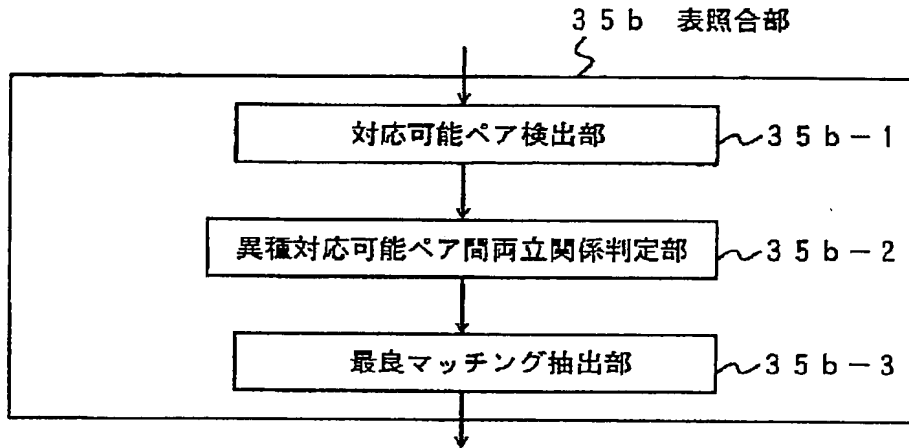 35b 表照合部
対応可能ペア検出部 35b-1
異種対応可能ペア間両立関係判定部 35b-2
最良マッチング抽出部 35b-3